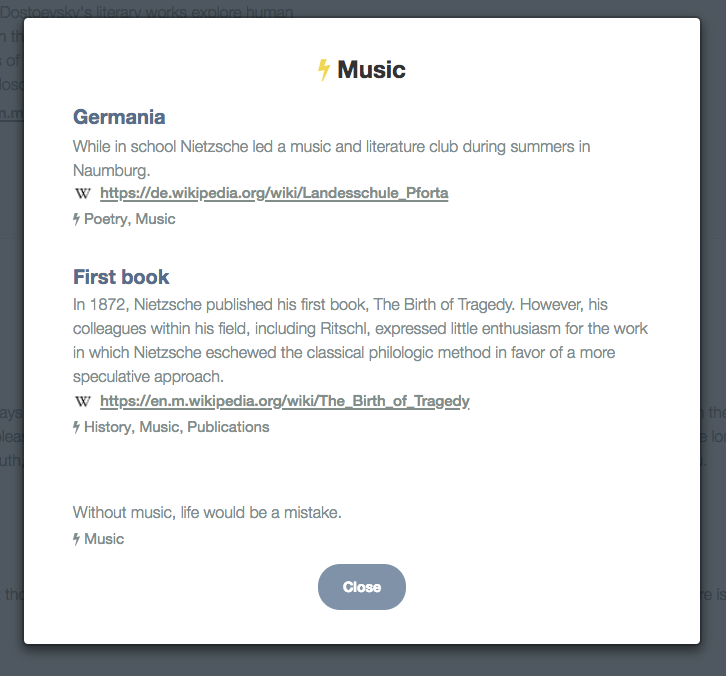 Dostoevsky's literary works explore human
Music
Germania
While in school Nietzsche led a music and literature club during summers in
Naumburg.
W https://de.wikipedia.org/wiki/Landesschule_Pforta
Poetry, Music
First book
In 1872, Nietzsche published his first book, The Birth of Tragedy. However, his
colleagues within his field, including Ritschl, expressed little enthusiasm for the work
in which Nietzsche eschewed the classical philologic method in favor of a more
speculative approach.
W https://en.m.wikipedia.org/wiki/The_Birth_of_Tragedy
History, Music, Publications
Without music, life would be a mistake.
Music
Close